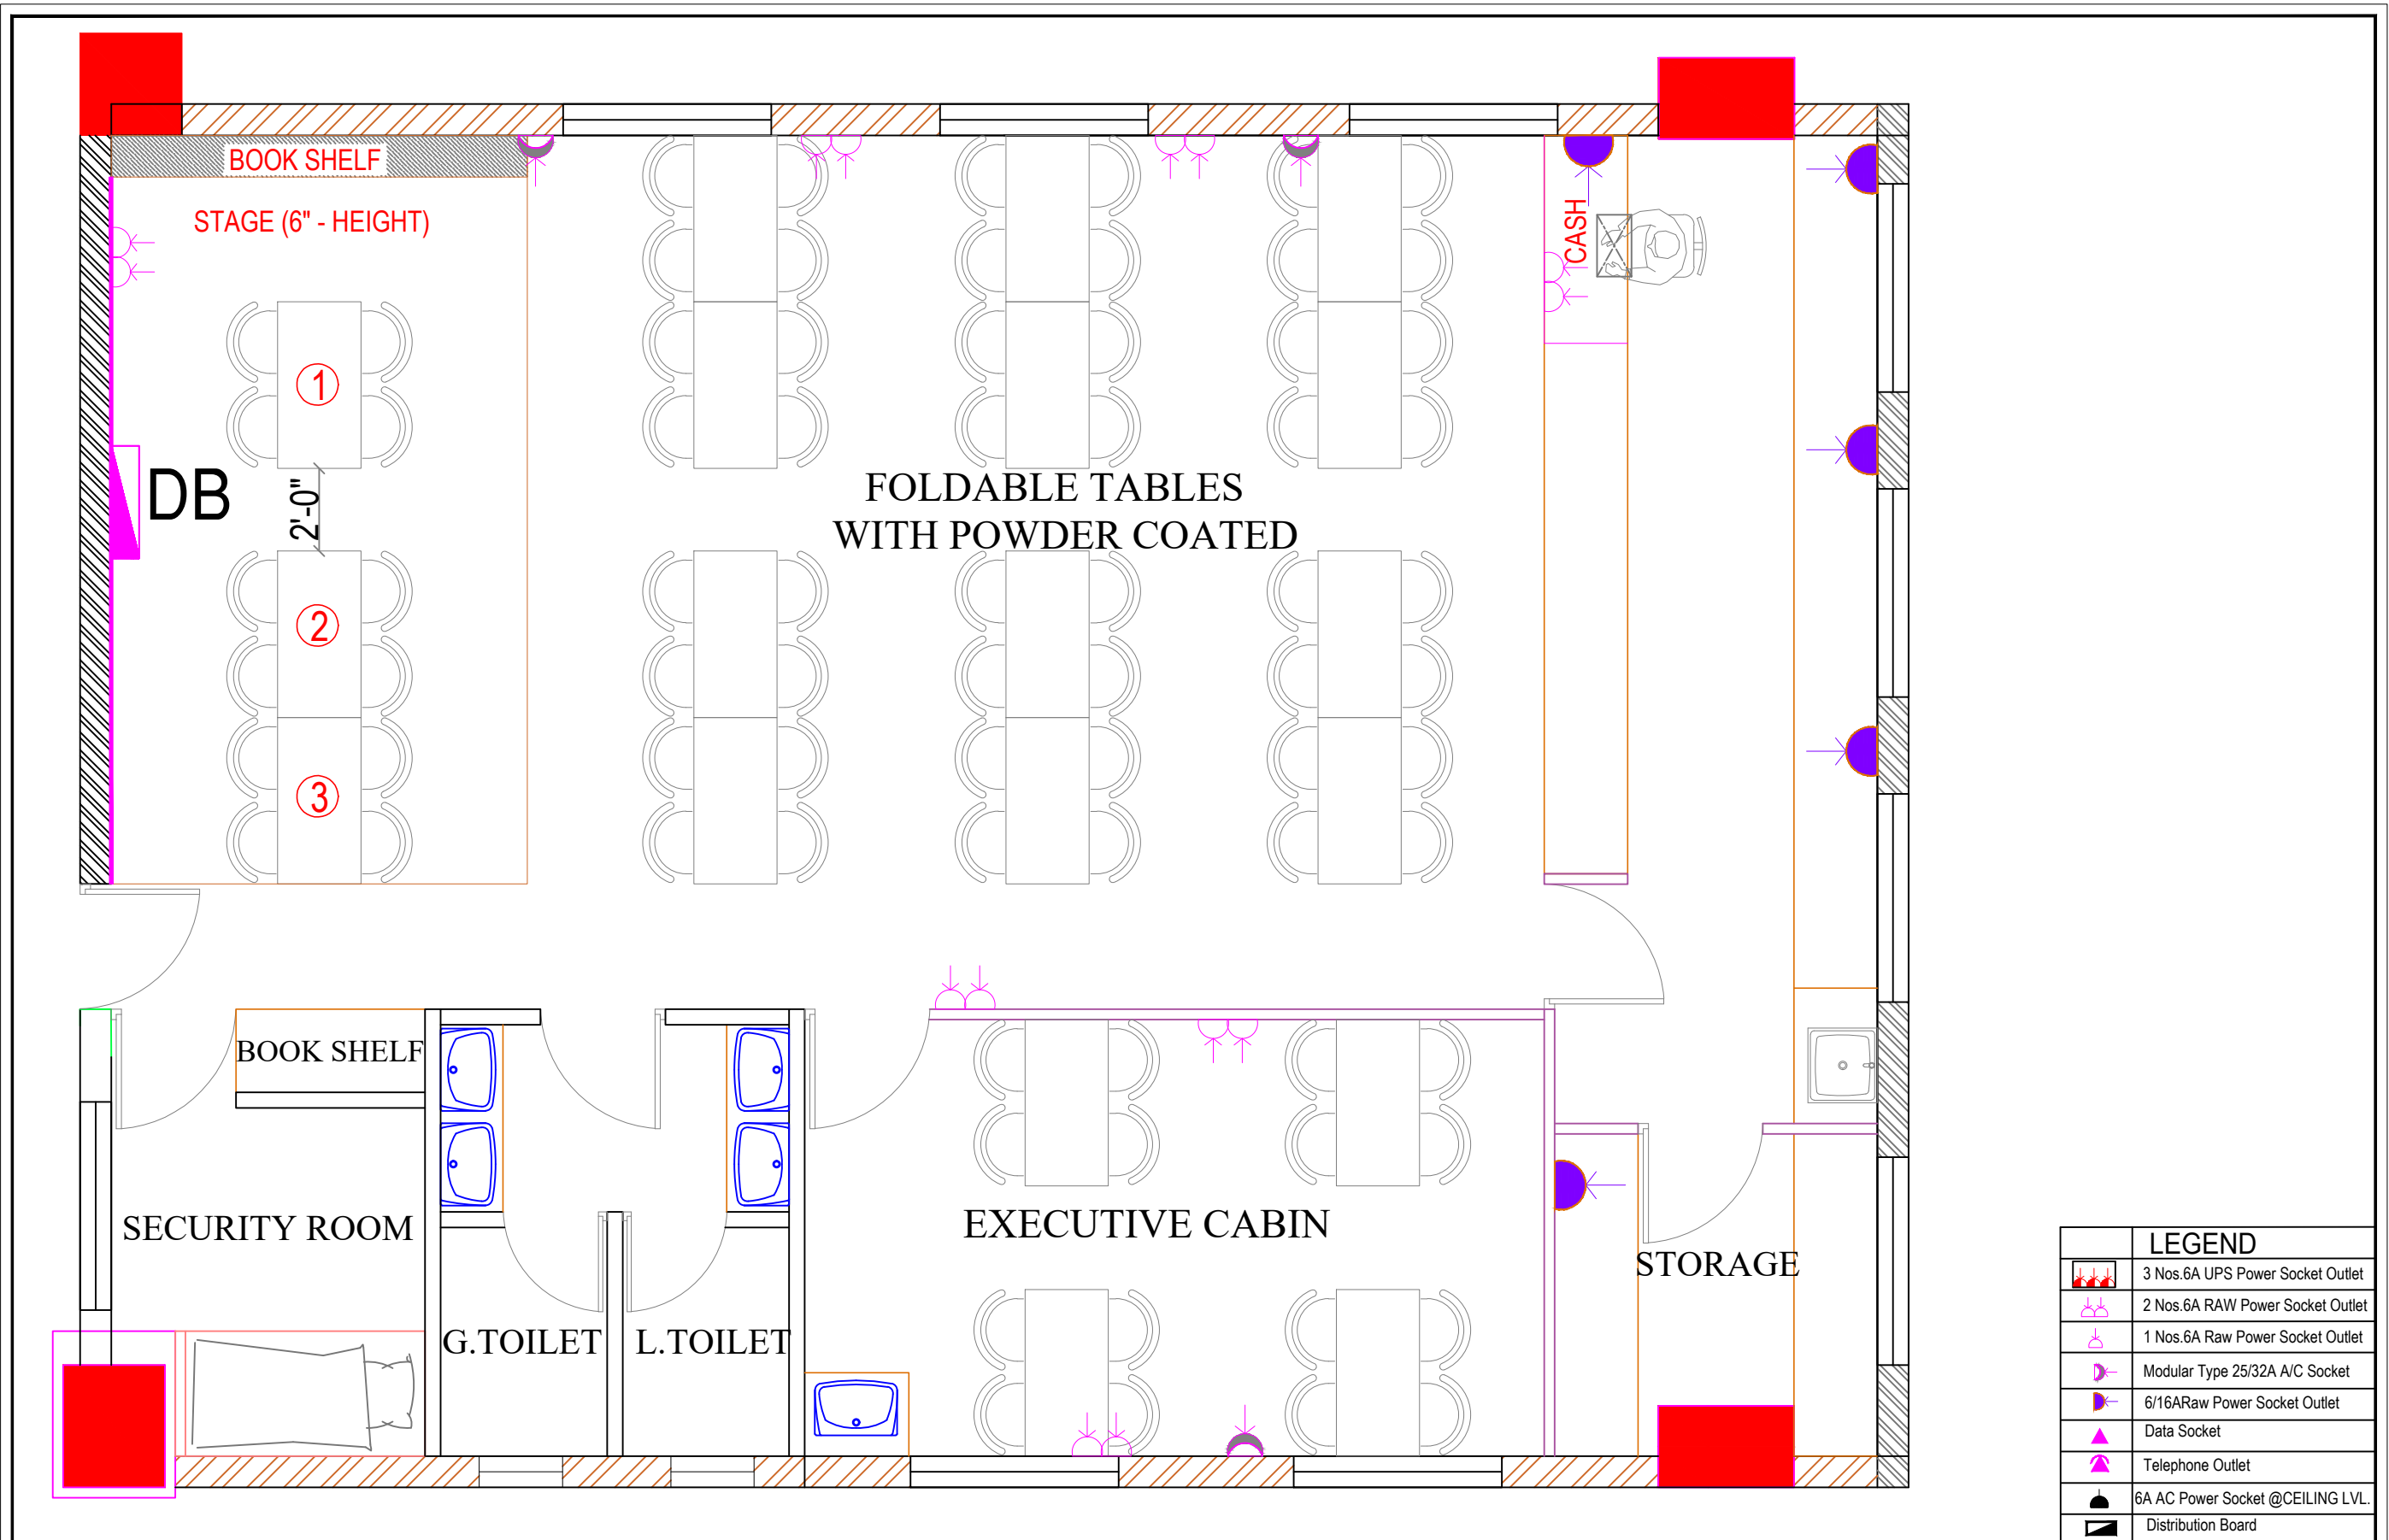 BOOK SHELF
STAGE (6" - HEIGHT)
CASH
1
DB
2'-0"
FOLDABLE TABLES
WITH POWDER COATED
2
3
BOOK SHELF
SECURITY ROOM
EXECUTIVE CABIN
STORAGE
G.TOILET
L.TOILET
LEGEND
3 Nos.6A UPS Power Socket Outlet
2 Nos.6A RAW Power Socket Outlet
1 Nos.6A Raw Power Socket Outlet
Modular Type 25/32A A/C Socket
6/16ARaw Power Socket Outlet
Data Socket
Telephone Outlet
6A AC Power Socket @CEILING LVL.
Distribution Board